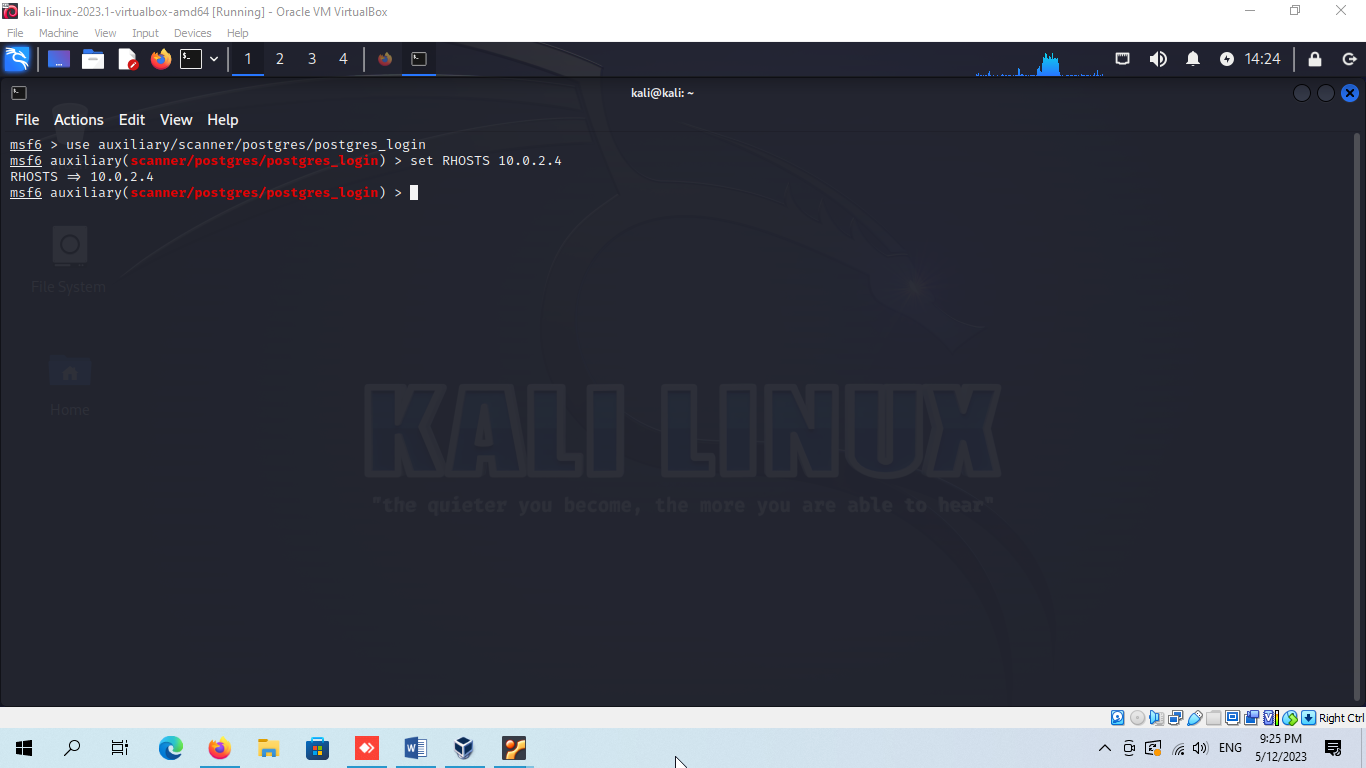 kali-linux-2023.1-virtualbox-amd64 [Running] - Oracle VM VirtualBox
File Machine View Input Devices Help
1 2 3 4 14:24
kali@kali: ~
File Actions Edit View Help
msf6 > use auxiliary/scanner/postgres/postgres_login
msf6 auxiliary(scanner/postgres/postgres_login) > set RHOSTS 10.0.2.4
RHOSTS => 10.0.2.4
msf6 auxiliary(scanner/postgres/postgres_login) >
File System
Home
KALI LINUX
"the quieter you become, the more you are able to hear"
Right Ctrl
ENG
9:25 PM
5/12/2023